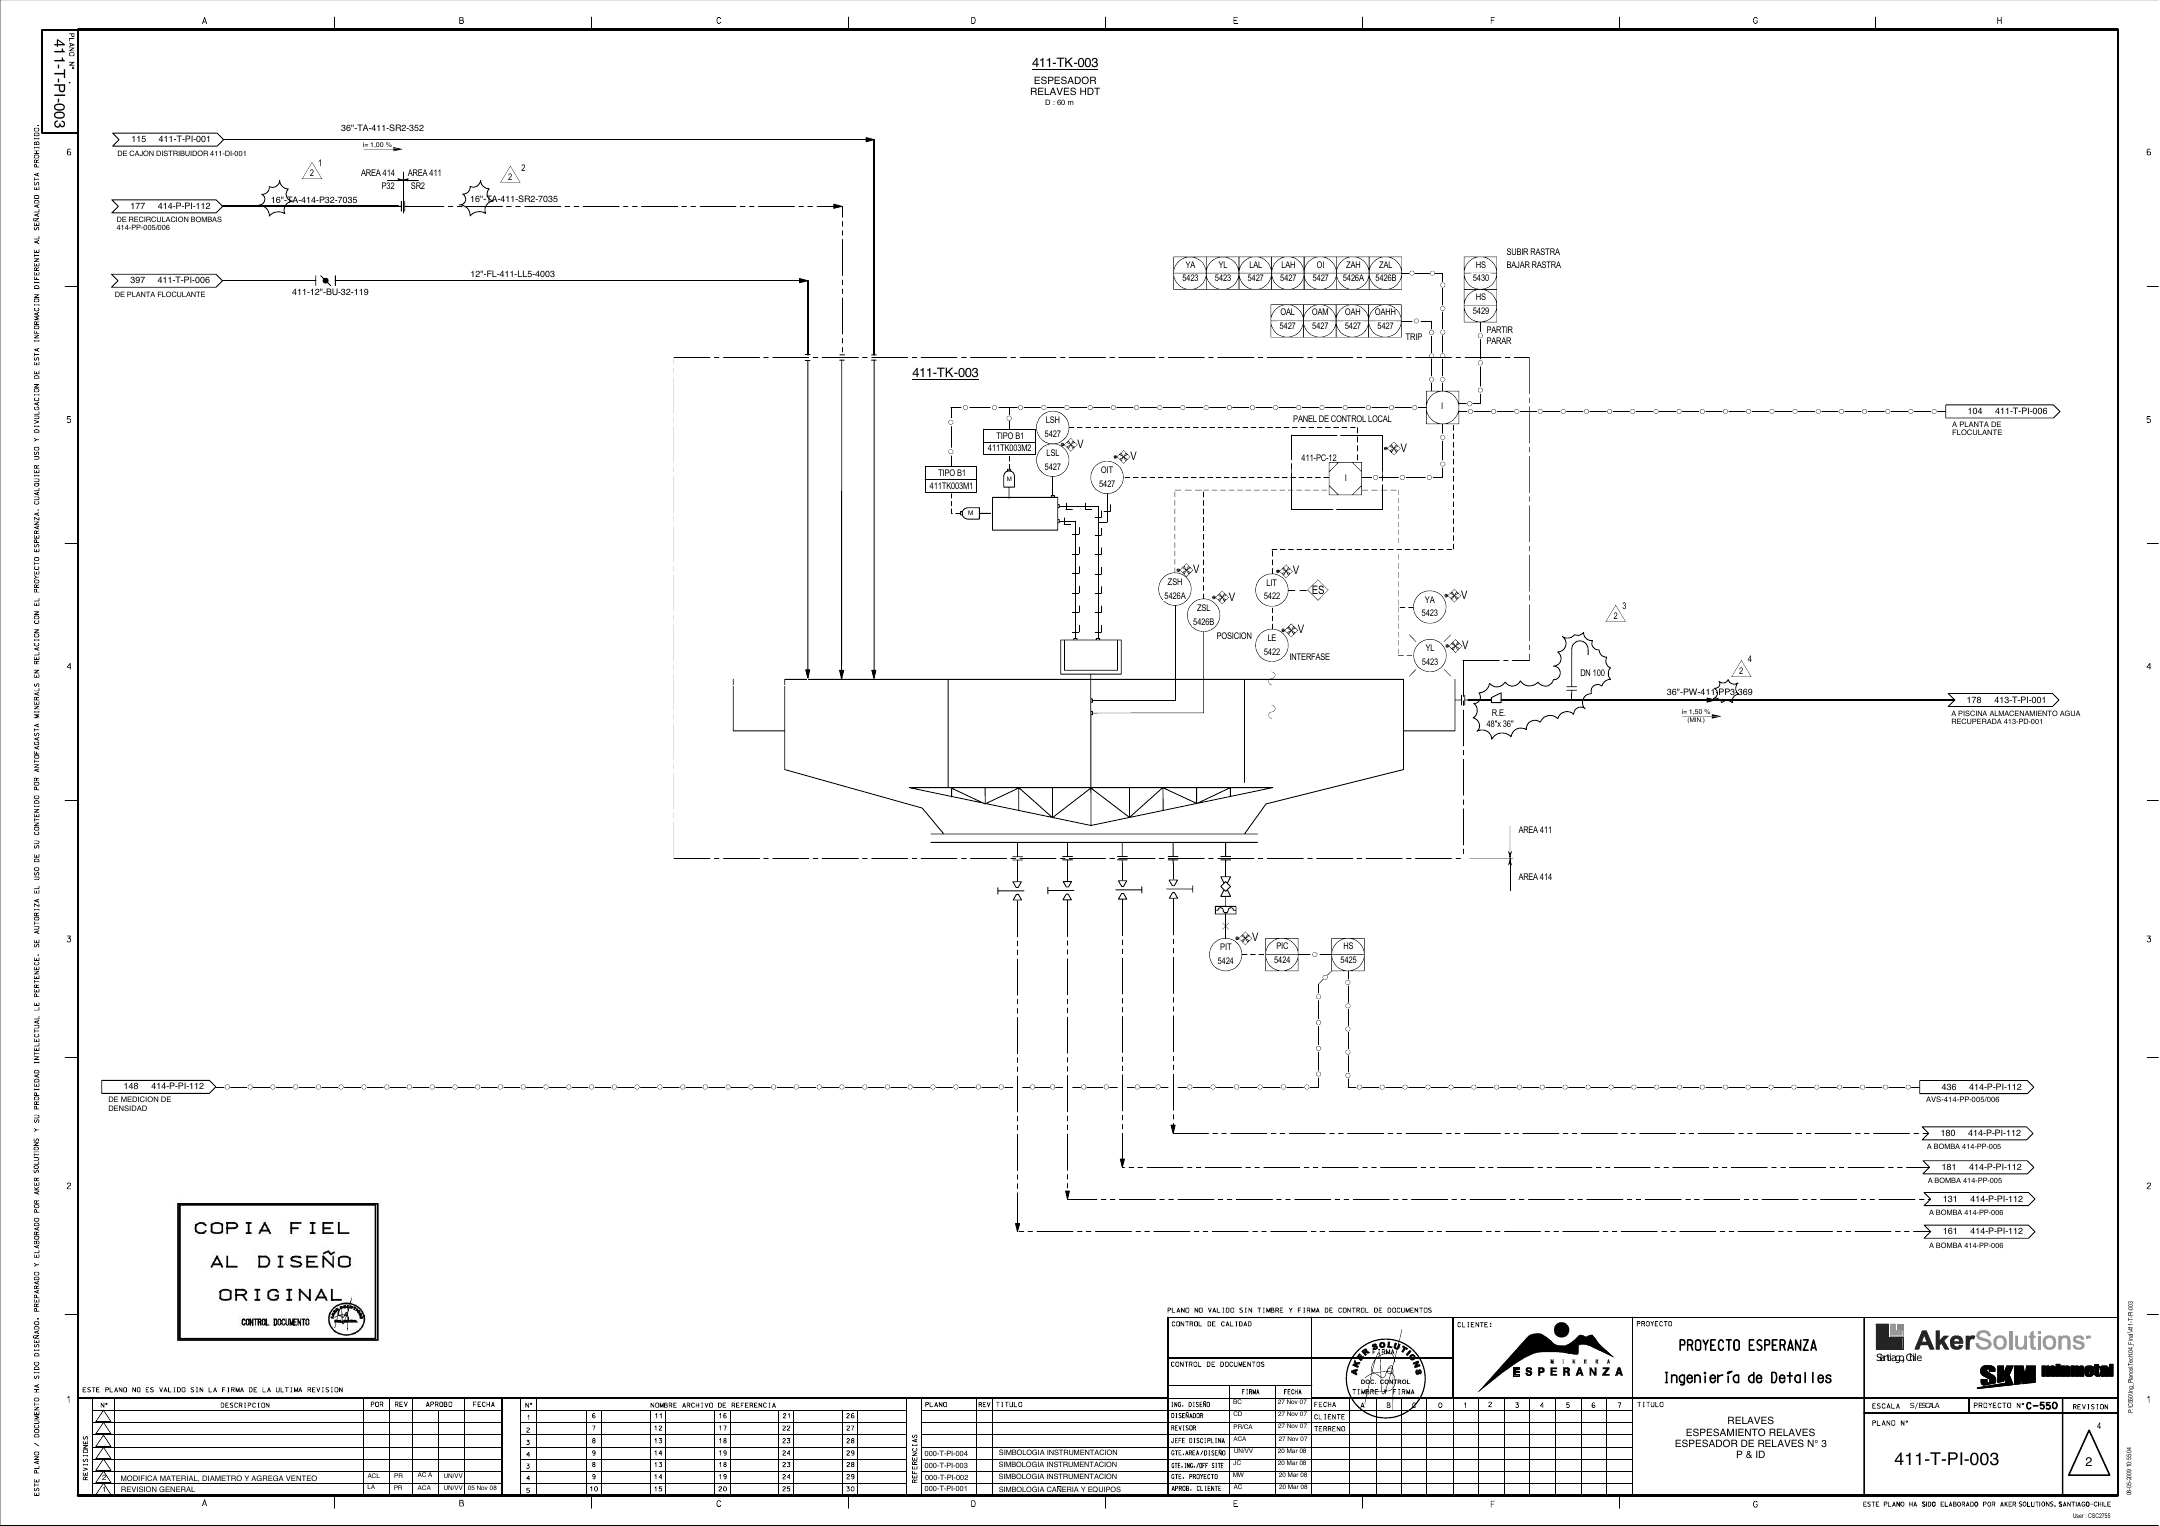 A B C D E F G H
PLANO N°
411-T-PI-003
411-TK-003
ESPESADOR
RELAVES HDT
D : 60 m
115 411-T-PI-001
DE CAJON DISTRIBUIDOR 411-DI-001
36"-TA-411-SR2-352
i= 1,00 %
6
6
2 1
AREA 414 AREA 411
P32 SR2
2 2
177 414-P-PI-112
DE RECIRCULACION BOMBAS
414-PP-005/006
16"-TA-414-P32-7035
16"-TA-411-SR2-7035
397 411-T-PI-006
DE PLANTA FLOCULANTE
411-12"-BU-32-119
12"-FL-411-LL5-4003
YA 5423
YL 5423
LAL 5427
LAH 5427
OI 5427
ZAH 5426A
ZAL 5426B
HS 5430
SUBIR RASTRA
BAJAR RASTRA
HS 5429
PARTIR
PARAR
OAL 5427
OAM 5427
OAH 5427
OAHH 5427
TRIP
411-TK-003
5
5
I
104 411-T-PI-006
A PLANTA DE
FLOCULANTE
LSH 5427
V
LSL 5427
TIPO B1
411TK003M2
TIPO B1
411TK003M1
M
M
OIT 5427
V
PANEL DE CONTROL LOCAL
411-PC-12
I
V
ZSH 5426A
V
ZSL 5426B
V
POSICION
LIT 5422
V
ES
LE 5422
V
INTERFASE
YA 5423
V
YL 5423
V
2 3
DN 100
2 4
4
4
R.E.
48"x 36"
36"-PW-411-PP3-369
i= 1,50 %
(MIN.)
178 413-T-PI-001
A PISCINA ALMACENAMIENTO AGUA
RECUPERADA 413-PD-001
AREA 411
AREA 414
3
3
PIT 5424
V
PIC 5424
HS 5425
148 414-P-PI-112
DE MEDICION DE
DENSIDAD
436 414-P-PI-112
AVS-414-PP-005/006
180 414-P-PI-112
A BOMBA 414-PP-005
181 414-P-PI-112
A BOMBA 414-PP-005
131 414-P-PI-112
A BOMBA 414-PP-006
161 414-P-PI-112
A BOMBA 414-PP-006
2
2
COPIA FIEL
AL DISEÑO
ORIGINAL
CONTROL DOCUMENTO
ESTE PLANO / DOCUMENTO HA SIDO DISEÑADO, PREPARADO Y ELABORADO POR AKER SOLUTIONS Y SU PROPIEDAD INTELECTUAL LE PERTENECE. SE AUTORIZA EL USO DE SU CONTENIDO POR ANTOFAGASTA MINERALS EN RELACION CON EL PROYECTO ESPERANZA. CUALQUIER USO Y DIVULGACION DE ESTA INFORMACION DIFERENTE AL SEÑALADO ESTA PROHIBIDO.
ESTE PLANO NO ES VALIDO SIN LA FIRMA DE LA ULTIMA REVISION
1
1
REVISIONES
N° DESCRIPCION POR REV APROBO FECHA
2 MODIFICA MATERIAL, DIAMETRO Y AGREGA VENTEO ACL PR AC A UN/VV
1 REVISION GENERAL LA PR ACA UN/VV 05 Nov 08
N° NOMBRE ARCHIVO DE REFERENCIA
1 6 11 16 21 26
2 7 12 17 22 27
3 8 13 18 23 28
4 9 14 19 24 29
3 8 13 18 23 28
4 9 14 19 24 29
5 10 15 20 25 30
REFERENCIAS
PLANO REV TITULO
000-T-PI-004 SIMBOLOGIA INSTRUMENTACION
000-T-PI-003 SIMBOLOGIA INSTRUMENTACION
000-T-PI-002 SIMBOLOGIA INSTRUMENTACION
000-T-PI-001 SIMBOLOGIA CAÑERIA Y EQUIPOS
PLANO NO VALIDO SIN TIMBRE Y FIRMA DE CONTROL DE DOCUMENTOS
CONTROL DE CALIDAD
FIRMA
CONTROL DE DOCUMENTOS
TIMBRE Y FIRMA
AKER SOLUTIONS
DOC. CONTROL
FIRMA FECHA
ING. DISEÑO BC 27 Nov 07
DISEÑADOR CD 27 Nov 07
REVISOR PR/CA 27 Nov 07
JEFE DISCIPLINA ACA 27 Nov 07
GTE.AREA/DISEÑO UN/VV 20 Mar 08
GTE.ING./OFF SITE JC 20 Mar 08
GTE. PROYECTO MW 20 Mar 08
APROB. CLIENTE AC 20 Mar 08
FECHA A B C 0 1 2 3 4 5 6 7
CLIENTE
TERRENO
CLIENTE:
MINERA
ESPERANZA
PROYECTO
PROYECTO ESPERANZA
Ingeniería de Detalles
TITULO
RELAVES
ESPESAMIENTO RELAVES
ESPESADOR DE RELAVES N° 3
P & ID
AkerSolutions
Santiago, Chile
SKM minmetal
ESCALA S/ESCALA PROYECTO N° C-550 REVISION
PLANO N°
411-T-PI-003
4
2
A B C D E F G
ESTE PLANO HA SIDO ELABORADO POR AKER SOLUTIONS, SANTIAGO-CHILE
User : CSC2755